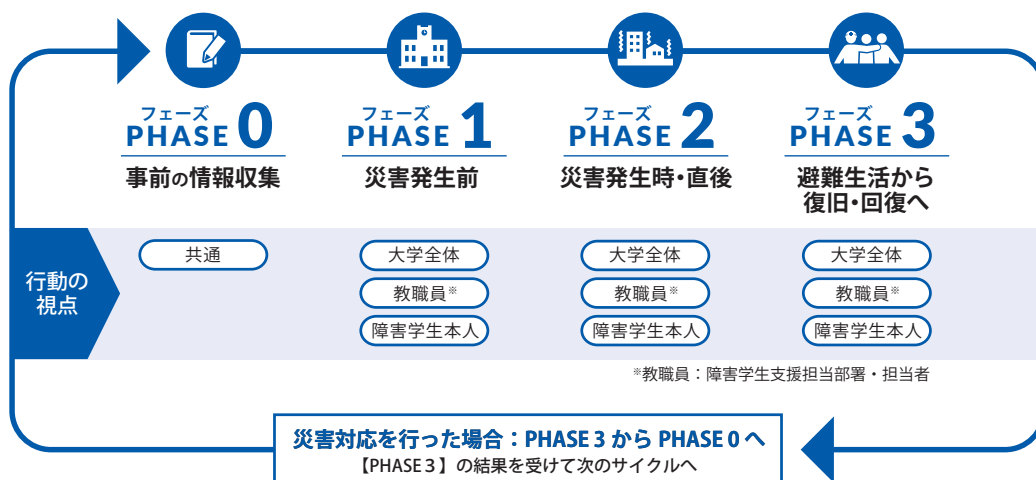 フェーズ
PHASE 0
事前の情報収集
フェーズ
PHASE 1
災害発生前
フェーズ
PHASE 2
災害発生時・直後
フェーズ
PHASE 3
避難生活から
復旧・回復へ
行動の
視点
共通
大学全体
教職員※
障害学生本人
大学全体
教職員※
障害学生本人
大学全体
教職員※
障害学生本人
※教職員：障害学生支援担当部署・担当者
災害対応を行った場合：PHASE 3 から PHASE 0 へ
【PHASE 3】の結果を受けて次のサイクルへ